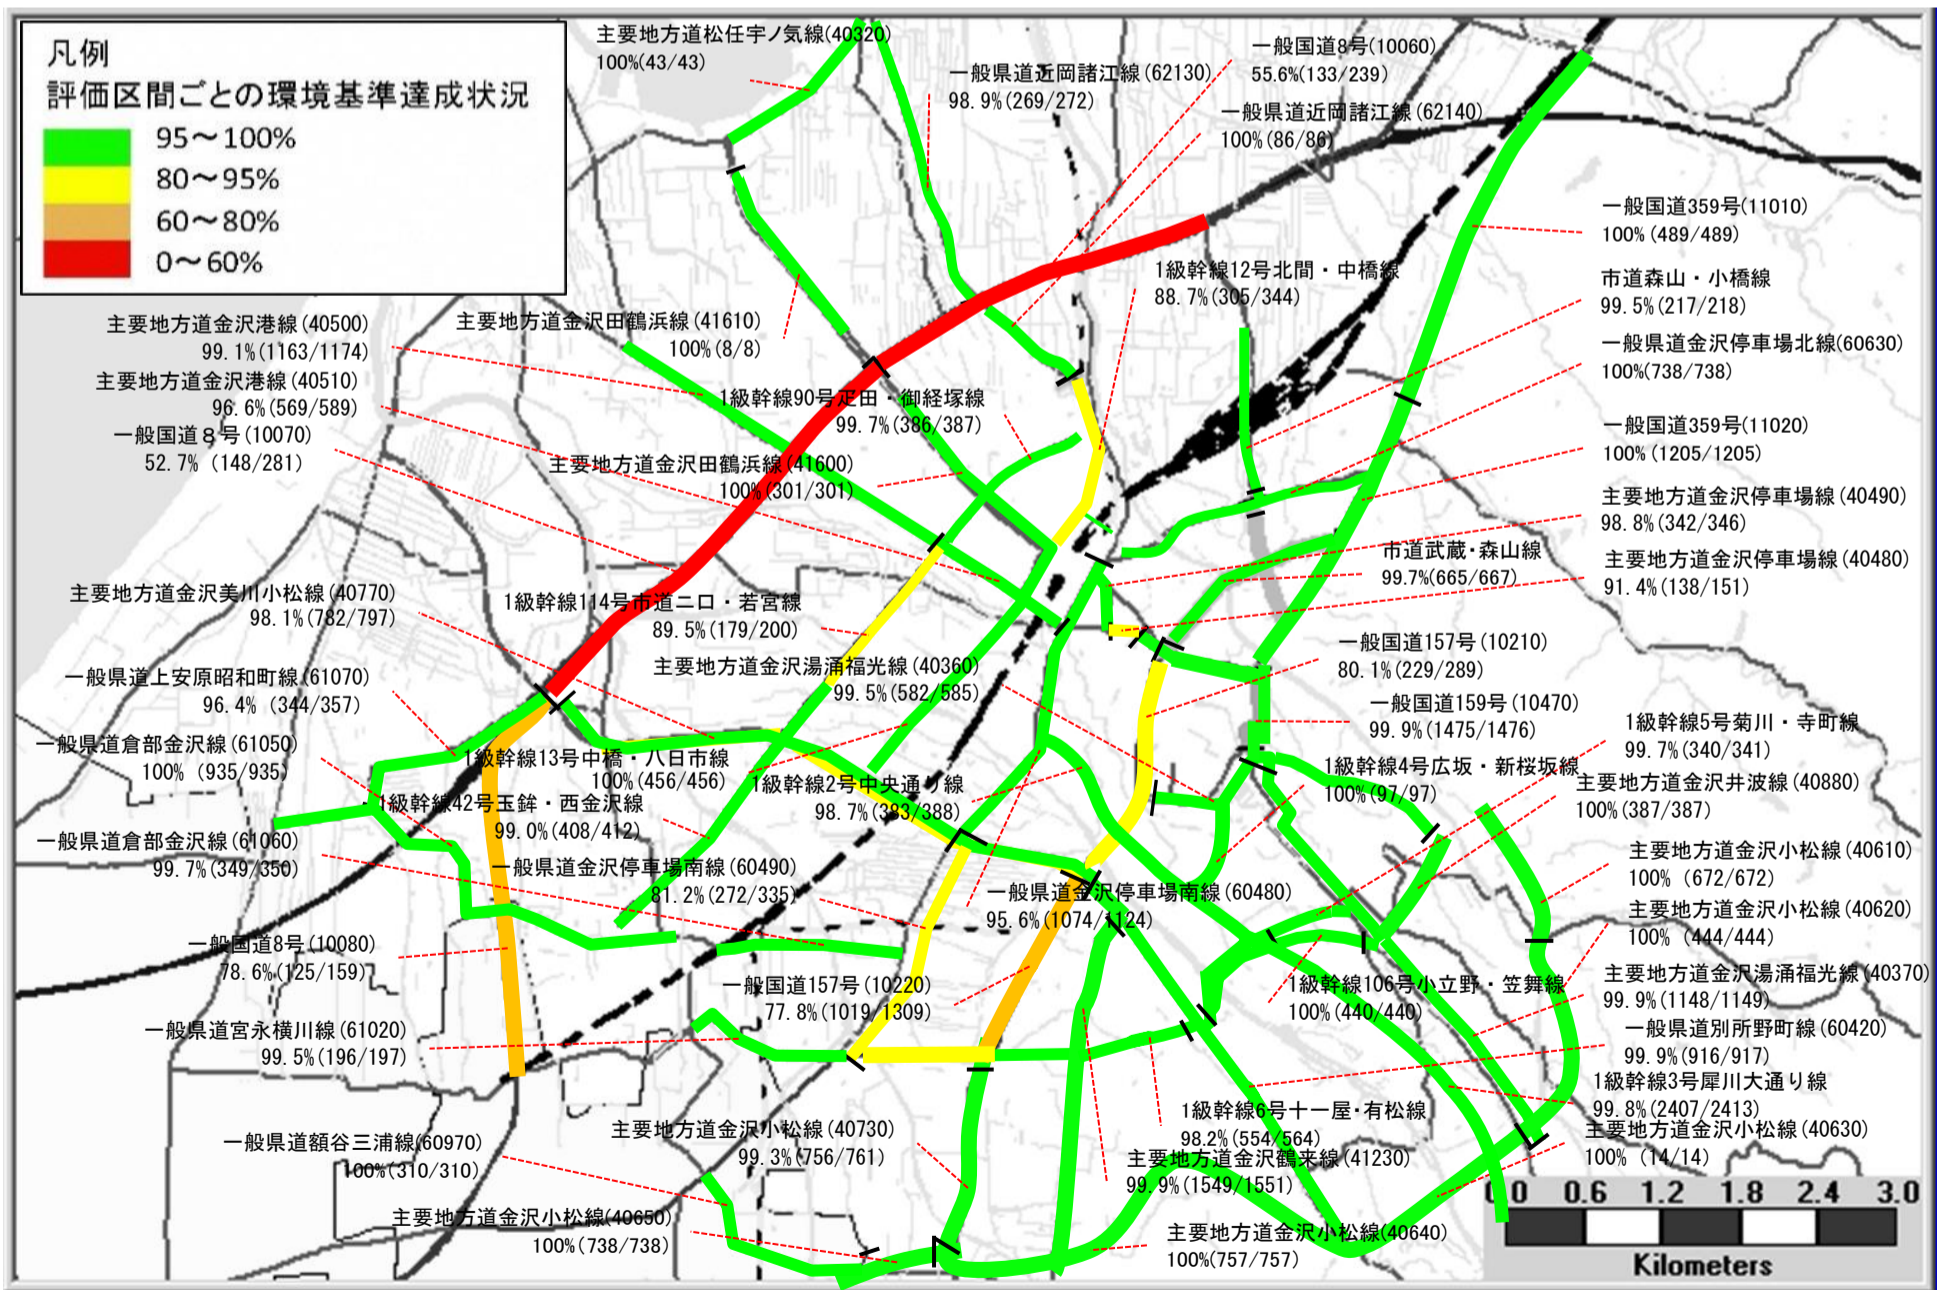 凡例
評価区間ごとの環境基準達成状況
95～100%
80～95%
60～80%
0～60%
主要地方道松任宇ノ気線(40320)
100%(43/43)
一般県道近岡諸江線(62130)
98.9%(269/272)
一般国道8号(10060)
55.6%(133/239)
一般県道近岡諸江線(62140)
100%(86/86)
一般国道359号(11010)
100%(489/489)
1級幹線12号北間・中橋線
88.7%(305/344)
市道森山・小橋線
99.5%(217/218)
主要地方道金沢港線(40500)
99.1%(1163/1174)
主要地方道金沢田鶴浜線(41610)
100%(8/8)
一般県道金沢停車場北線(60630)
100%(738/738)
主要地方道金沢港線(40510)
96.6%(569/589)
1級幹線90号疋田・御経塚線
99.7%(386/387)
一般国道８号(10070)
52.7% (148/281)
一般国道359号(11020)
100%(1205/1205)
主要地方道金沢田鶴浜線(41600)
100%(301/301)
主要地方道金沢停車場線(40490)
98.8%(342/346)
市道武蔵・森山線
99.7%(665/667)
主要地方道金沢停車場線(40480)
91.4%(138/151)
主要地方道金沢美川小松線(40770)
98.1%(782/797)
1級幹線114号市道二口・若宮線
89.5%(179/200)
一般国道157号(10210)
80.1%(229/289)
主要地方道金沢湯涌福光線(40360)
99.5%(582/585)
一般県道上安原昭和町線(61070)
96.4% (344/357)
一般国道159号(10470)
99.9%(1475/1476)
1級幹線5号菊川・寺町線
99.7%(340/341)
一般県道倉部金沢線(61050)
100% (935/935)
1級幹線13号中橋・八日市線
100%(456/456)
1級幹線4号広坂・新桜坂線
100%(97/97)
1級幹線2号中央通り線
98.7%(383/388)
主要地方道金沢井波線(40880)
100%(387/387)
1級幹線42号玉鉾・西金沢線
99.0%(408/412)
一般県道倉部金沢線(61060)
99.7%(349/350)
主要地方道金沢小松線(40610)
100% (672/672)
一般県道金沢停車場南線(60490)
81.2%(272/335)
一般県道金沢停車場南線(60480)
95.6%(1074/1124)
主要地方道金沢小松線(40620)
100% (444/444)
一般国道8号(10080)
78.6%(125/159)
主要地方道金沢湯涌福光線(40370)
99.9%(1148/1149)
一般国道157号(10220)
77.8%(1019/1309)
1級幹線106号小立野・笠舞線
100%(440/440)
一般県道宮永横川線(61020)
99.5%(196/197)
一般県道別所野町線(60420)
99.9%(916/917)
1級幹線3号犀川大通り線
99.8%(2407/2413)
1級幹線6号十一屋・有松線
98.2%(554/564)
主要地方道金沢小松線(40730)
99.3%(756/761)
主要地方道金沢小松線(40630)
100% (14/14)
一般県道額谷三浦線(60970)
100%(310/310)
主要地方道金沢鶴来線(41230)
99.9%(1549/1551)
主要地方道金沢小松線(40650)
100%(738/738)
主要地方道金沢小松線(40640)
100%(757/757)
0.0 0.6 1.2 1.8 2.4 3.0
Kilometers